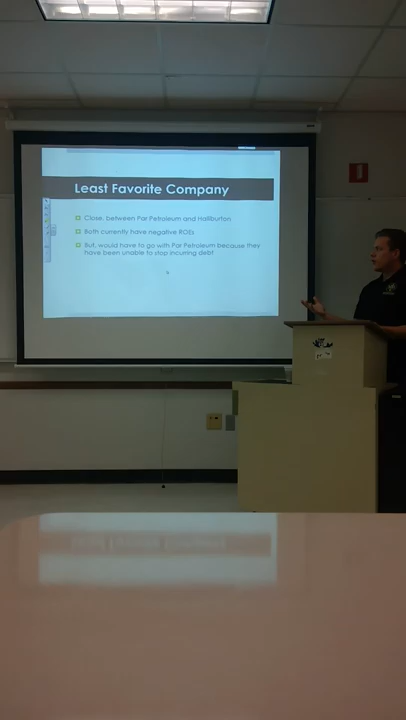 Least Favorite Company
Close, between Par Petroleum and Halliburton
Both currently have negative ROEs
But, would have to go with Par Petroleum because they
have been unable to stop incurring debt